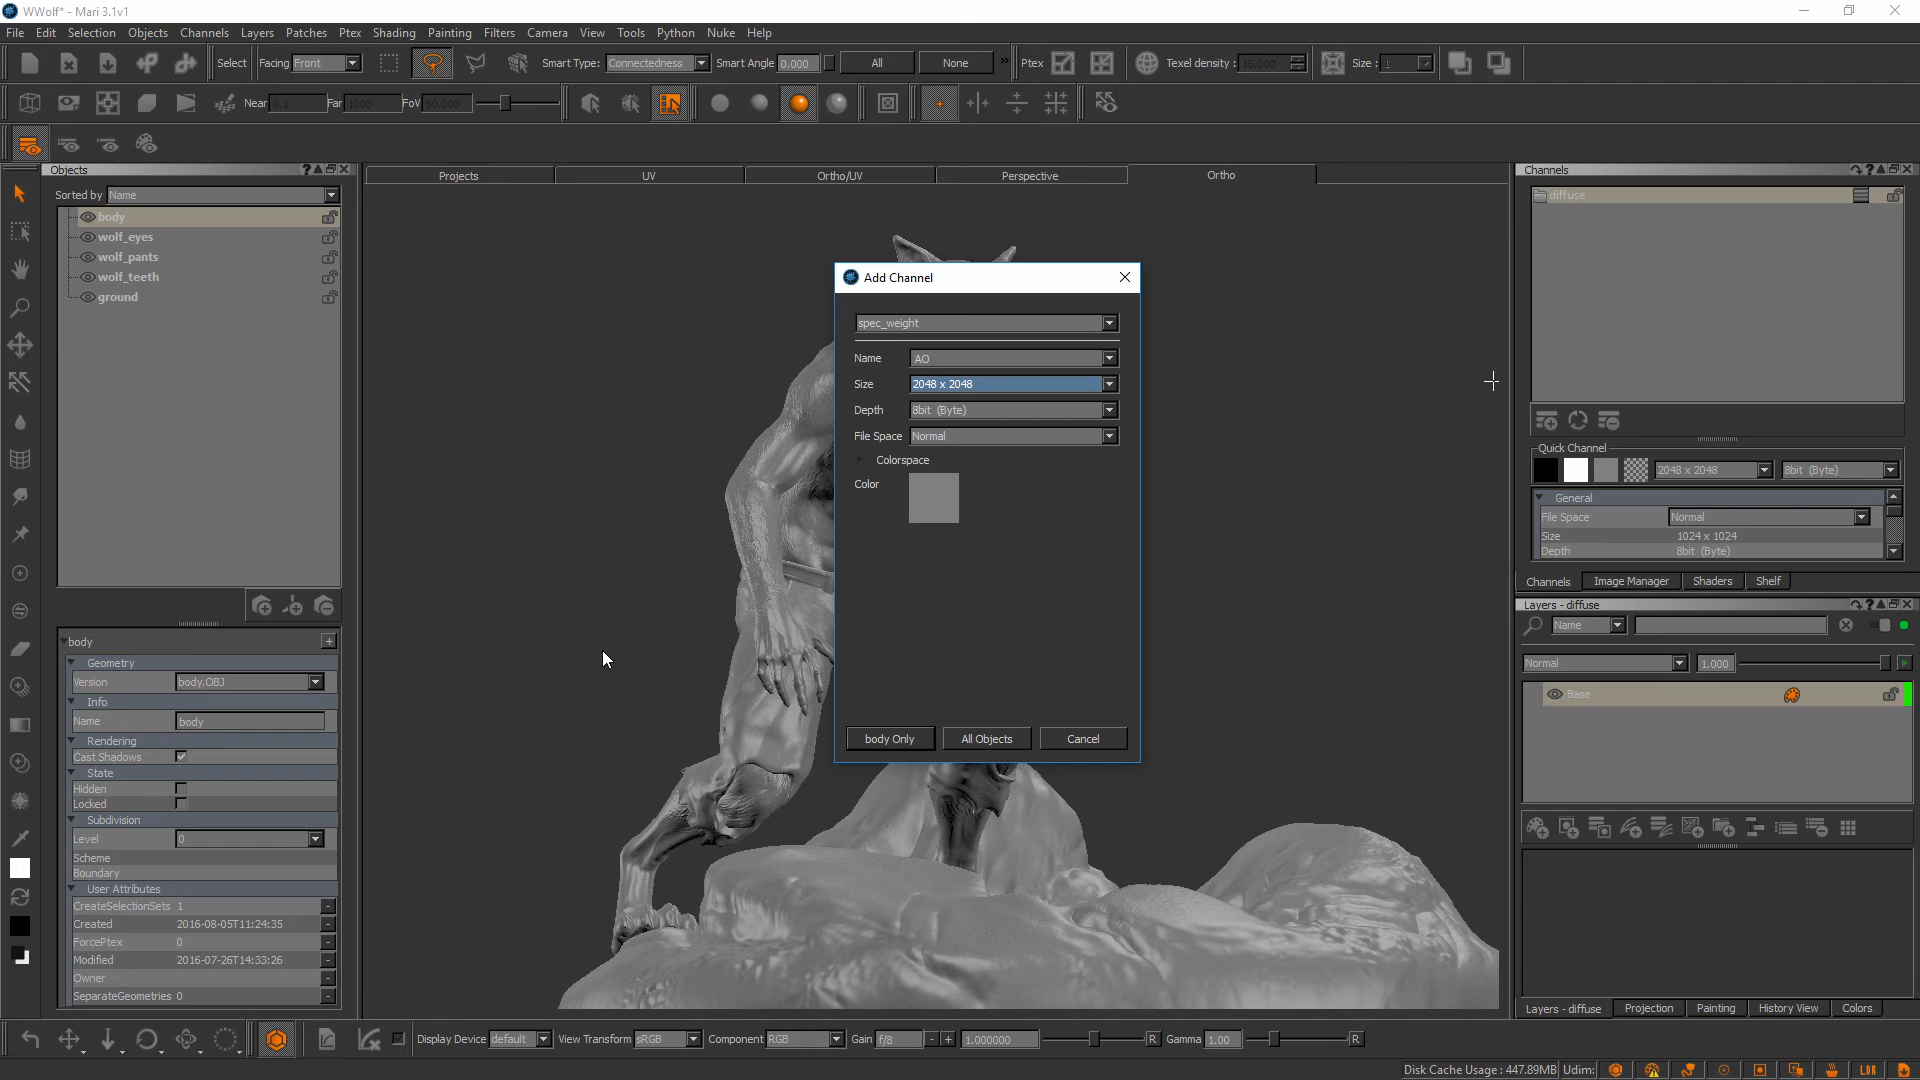 WWolf* - Mari 3.1v1
File Edit Selection Objects Channels Layers Patches Ptex Shading Painting Filters Camera View Tools Python Nuke Help
Select Facing Front Smart Type: Connectedness Smart Angle 0.000 All None » Ptex Texel density : 16.000 Size : 1
Near 0.1 Far 1000 FoV 60.000
Objects
Sorted by Name
body
wolf_eyes
wolf_pants
wolf_teeth
ground
body
Geometry
Version body.OBJ
Info
Name body
Rendering
Cast Shadows
State
Hidden
Locked
Subdivision
Level 0
Scheme
Boundary
User Attributes
CreateSelectionSets 1
Created 2016-08-05T11:24:35
ForcePtex 0
Modified 2016-07-26T14:33:26
Owner
SeparateGeometries 0
Projects UV Ortho/UV Perspective Ortho
Add Channel
spec_weight
Name AO
Size 2048 x 2048
Depth 8bit (Byte)
File Space Normal
Colorspace
Color
body Only All Objects Cancel
Channels
diffuse
Quick Channel
2048 x 2048 8bit (Byte)
General
File Space Normal
Size 1024 x 1024
Depth 8bit (Byte)
Channels Image Manager Shaders Shelf
Layers - diffuse
Name
Normal 1.000
Base
Layers - diffuse Projection Painting History View Colors
Display Device default View Transform sRGB Component RGB Gain f/8 - + 1.000000 R Gamma 1.00 R
Disk Cache Usage : 447.89MB Udim: LDR